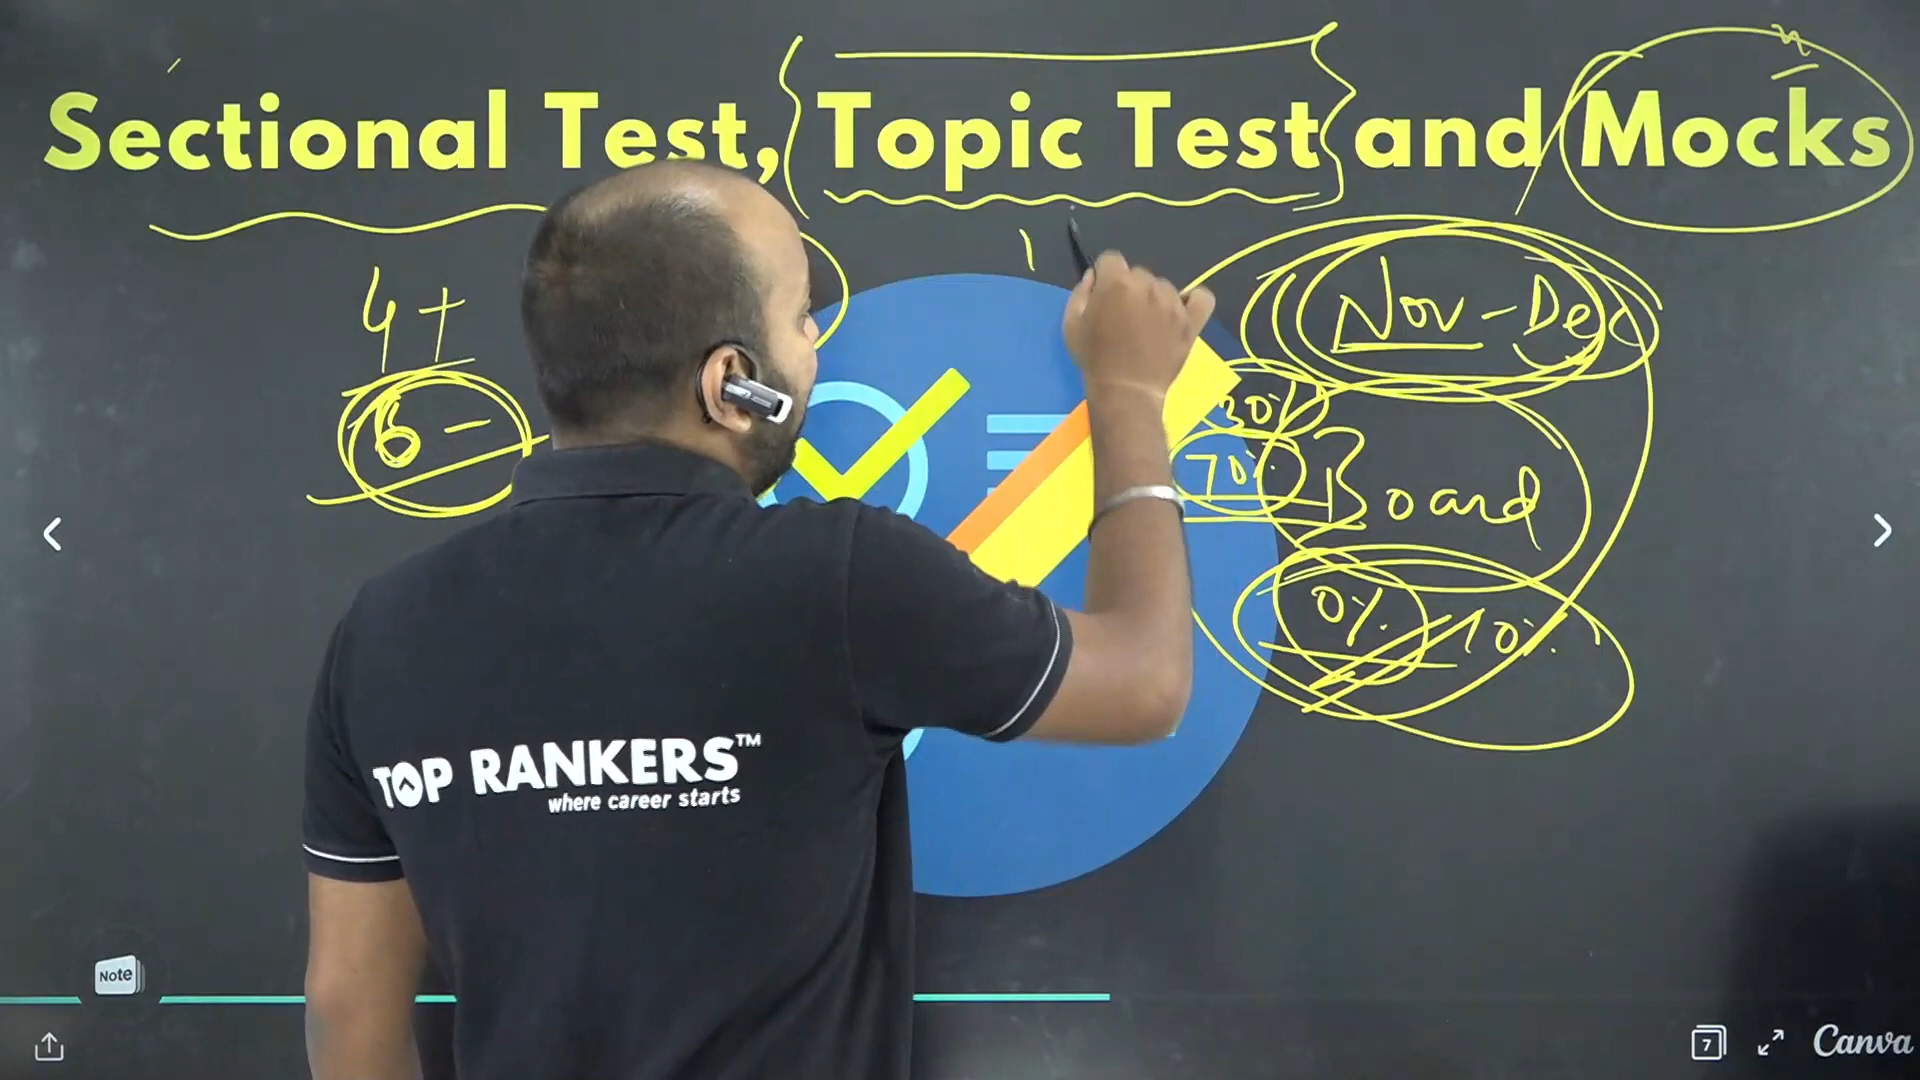 Sectional Test, Topic Test and Mocks
4+
6-
Nov-Dec
30%
70%
Board
0%
10%
TOP RANKERS™
where career starts
Note
7
Canva